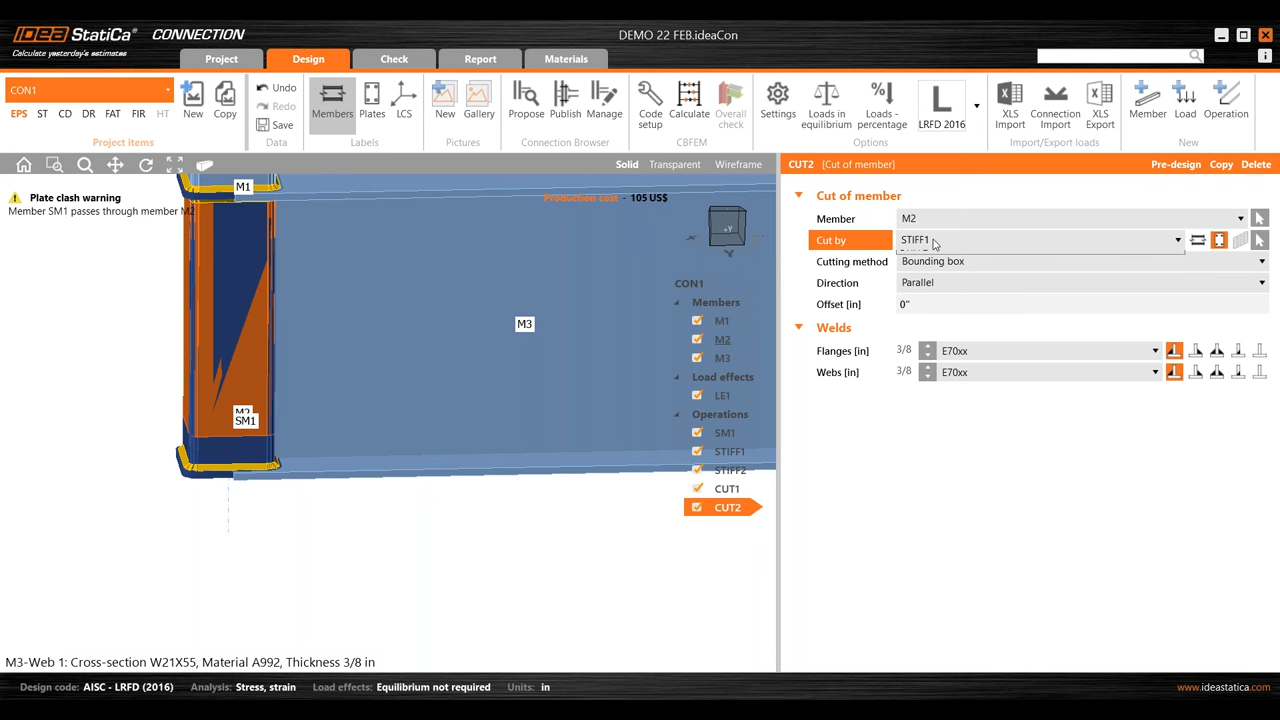 IDEA StatiCa® CONNECTION
Calculate yesterday's estimates
DEMO 22 FEB.ideaCon
Project Design Check Report Materials
CON1
EPS ST CD DR FAT FIR HT
New Copy
Project items
Undo
Redo
Save
Data
Members Plates LCS
Labels
New Gallery
Pictures
Propose Publish Manage
Connection Browser
Code setup Calculate Overall check
CBFEM
Settings Loads in equilibrium Loads - percentage LRFD 2016
Options
XLS Import Connection Import XLS Export
Import/Export loads
Member Load Operation
New
Solid Transparent Wireframe
Plate clash warning
Member SM1 passes through member M2
Production cost - 105 US$
M1
M3
M2
SM1
+Y
CON1
Members
M1
M2
M3
Load effects
LE1
Operations
SM1
STIFF1
STIFF2
CUT1
CUT2
M3-Web 1: Cross-section W21X55, Material A992, Thickness 3/8 in
CUT2 [Cut of member] Pre-design Copy Delete
Cut of member
Member M2
Cut by STIFF1
Cutting method Bounding box
Direction Parallel
Offset [in] 0"
Welds
Flanges [in] 3/8 E70xx
Webs [in] 3/8 E70xx
Design code: AISC - LRFD (2016) Analysis: Stress, strain Load effects: Equilibrium not required Units: in
www.ideastatica.com